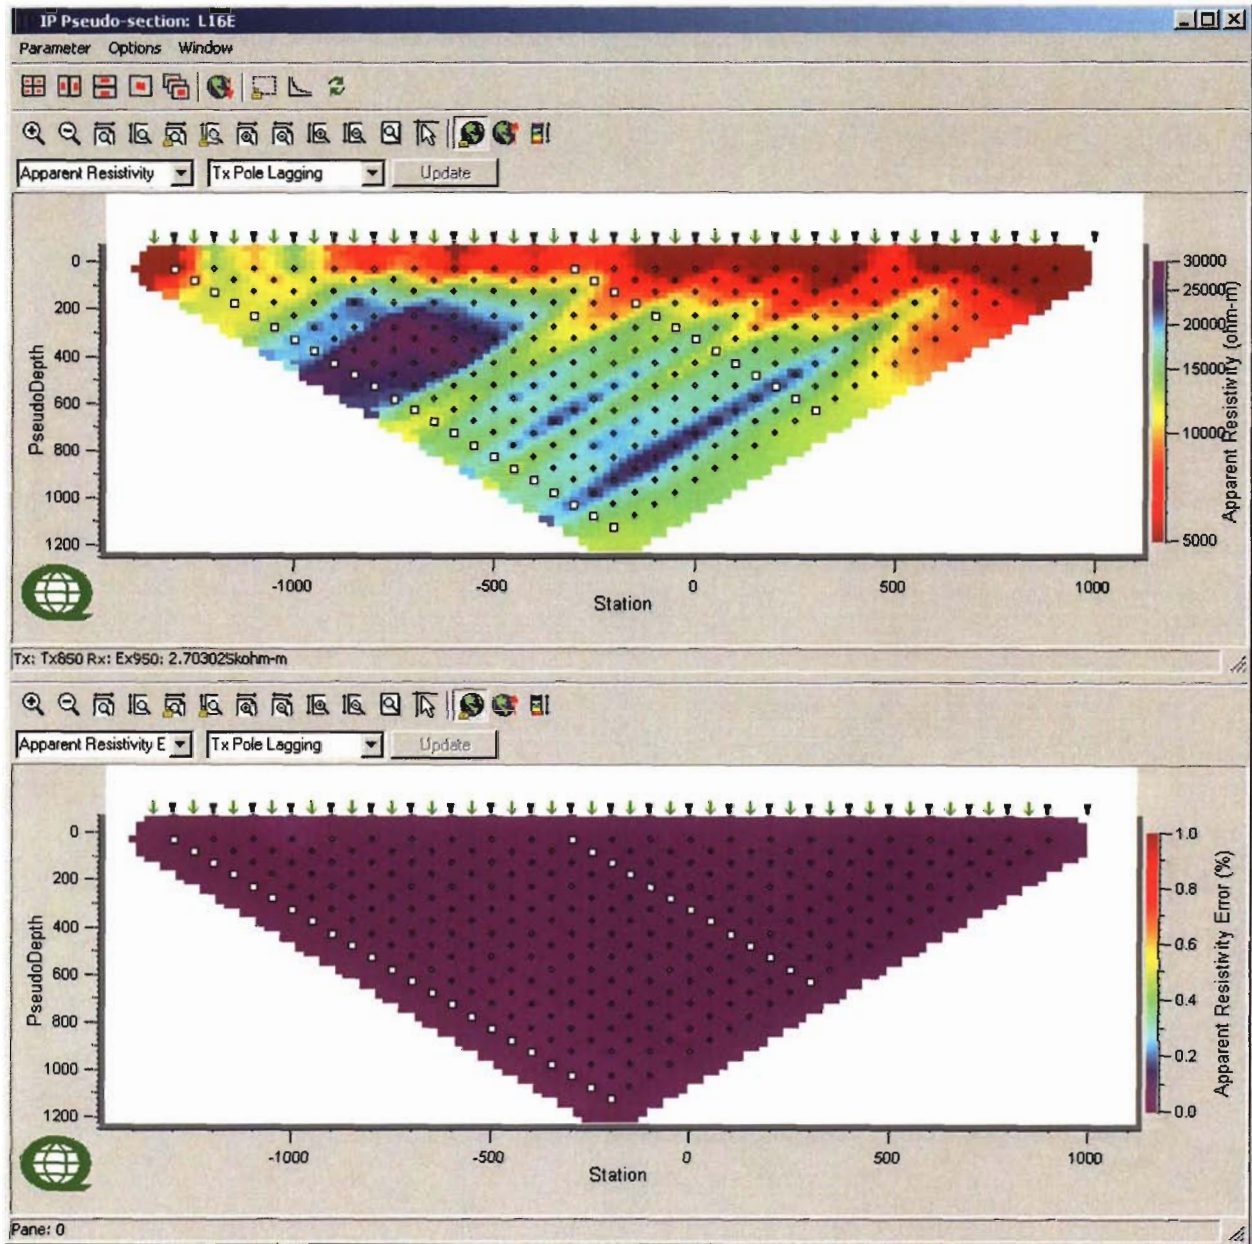 IP Pseudo-section: L16E
Parameter Options Window
Apparent Resistivity Tx Pole Lagging Update
PseudoDepth
0
200
400
600
800
1000
1200
-1000 -500 0 500 1000
Station
30000
25000
20000
15000
10000
5000
Apparent Resistivity (ohm-m)
Tx: Tx850 Rx: Ex950: 2.703025kohm-m
Apparent Resistivity E Tx Pole Lagging Update
PseudoDepth
0
200
400
600
800
1000
1200
-1000 -500 0 500 1000
Station
1.0
0.8
0.6
0.4
0.2
0.0
Apparent Resistivity Error (%)
Pane: 0